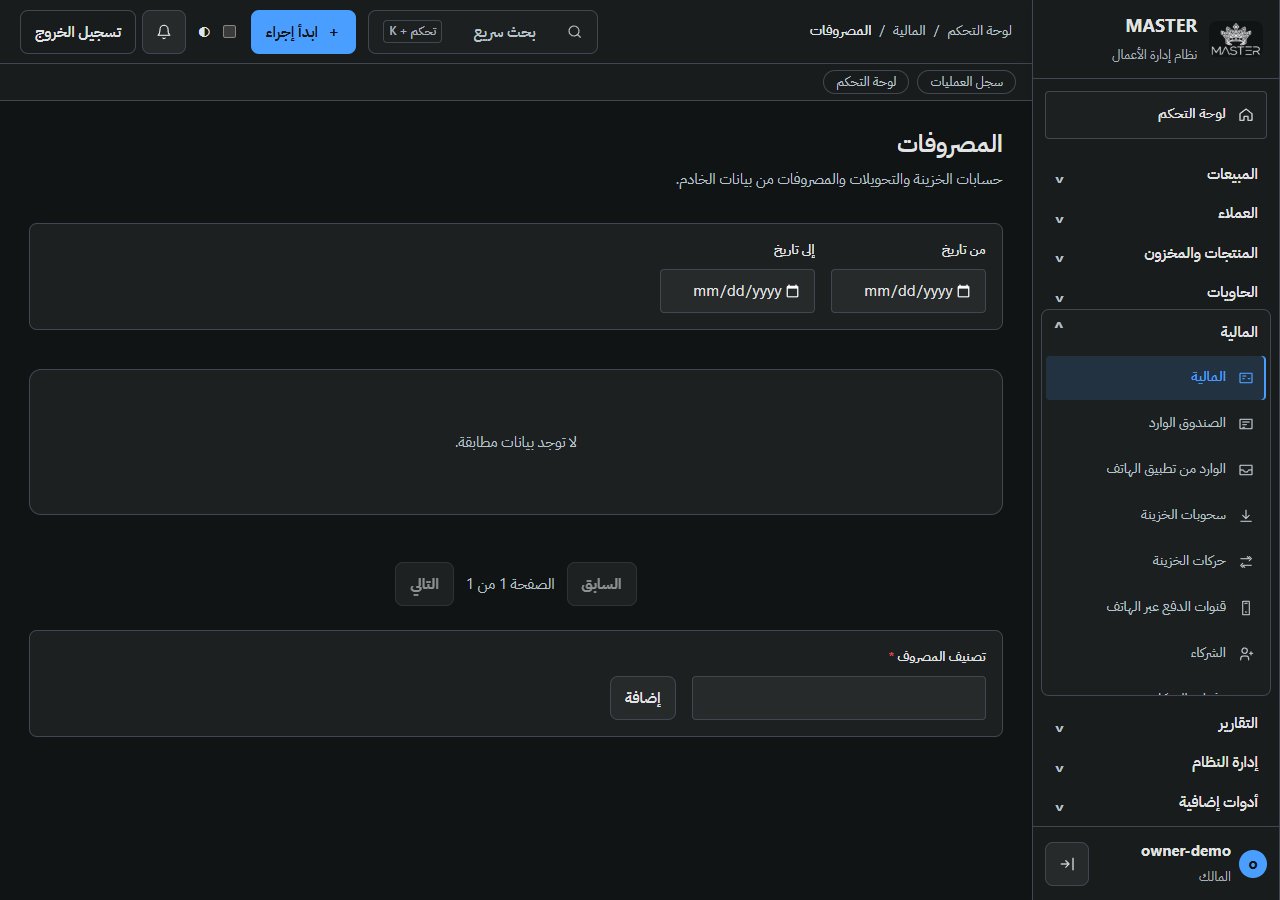 MASTER
نظام إدارة الأعمال
MASTER
لوحة التحكم
المبيعات
العملاء
المنتجات والمخزون
الحاويات
المالية
المالية
الصندوق الوارد
الوارد من تطبيق الهاتف
سحوبات الخزينة
حركات الخزينة
قنوات الدفع عبر الهاتف
الشركاء
التقارير
إدارة النظام
أدوات إضافية
owner-demo
المالك
o
لوحة التحكم / المالية / المصروفات
بحث سريع
تحكم + K
+ ابدأ إجراء
تسجيل الخروج
سجل العمليات
لوحة التحكم
المصروفات
حسابات الخزينة والتحويلات والمصروفات من بيانات الخادم.
من تاريخ
إلى تاريخ
mm/dd/yyyy
mm/dd/yyyy
لا توجد بيانات مطابقة.
السابق
الصفحة 1 من 1
التالي
تصنيف المصروف *
إضافة